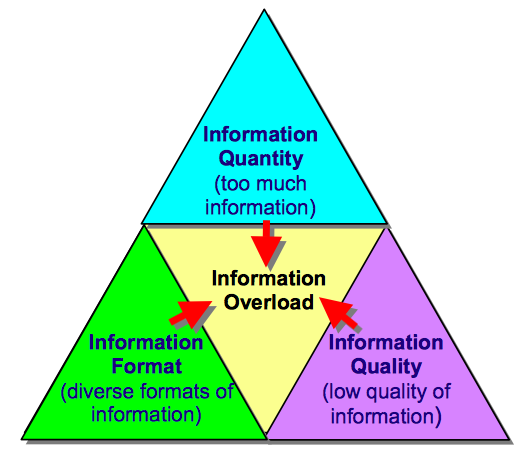 Information
Quantity
(too much
information)
Information
Overload
Information
Format
(diverse formats of
information)
Information
Quality
(low quality of
information)